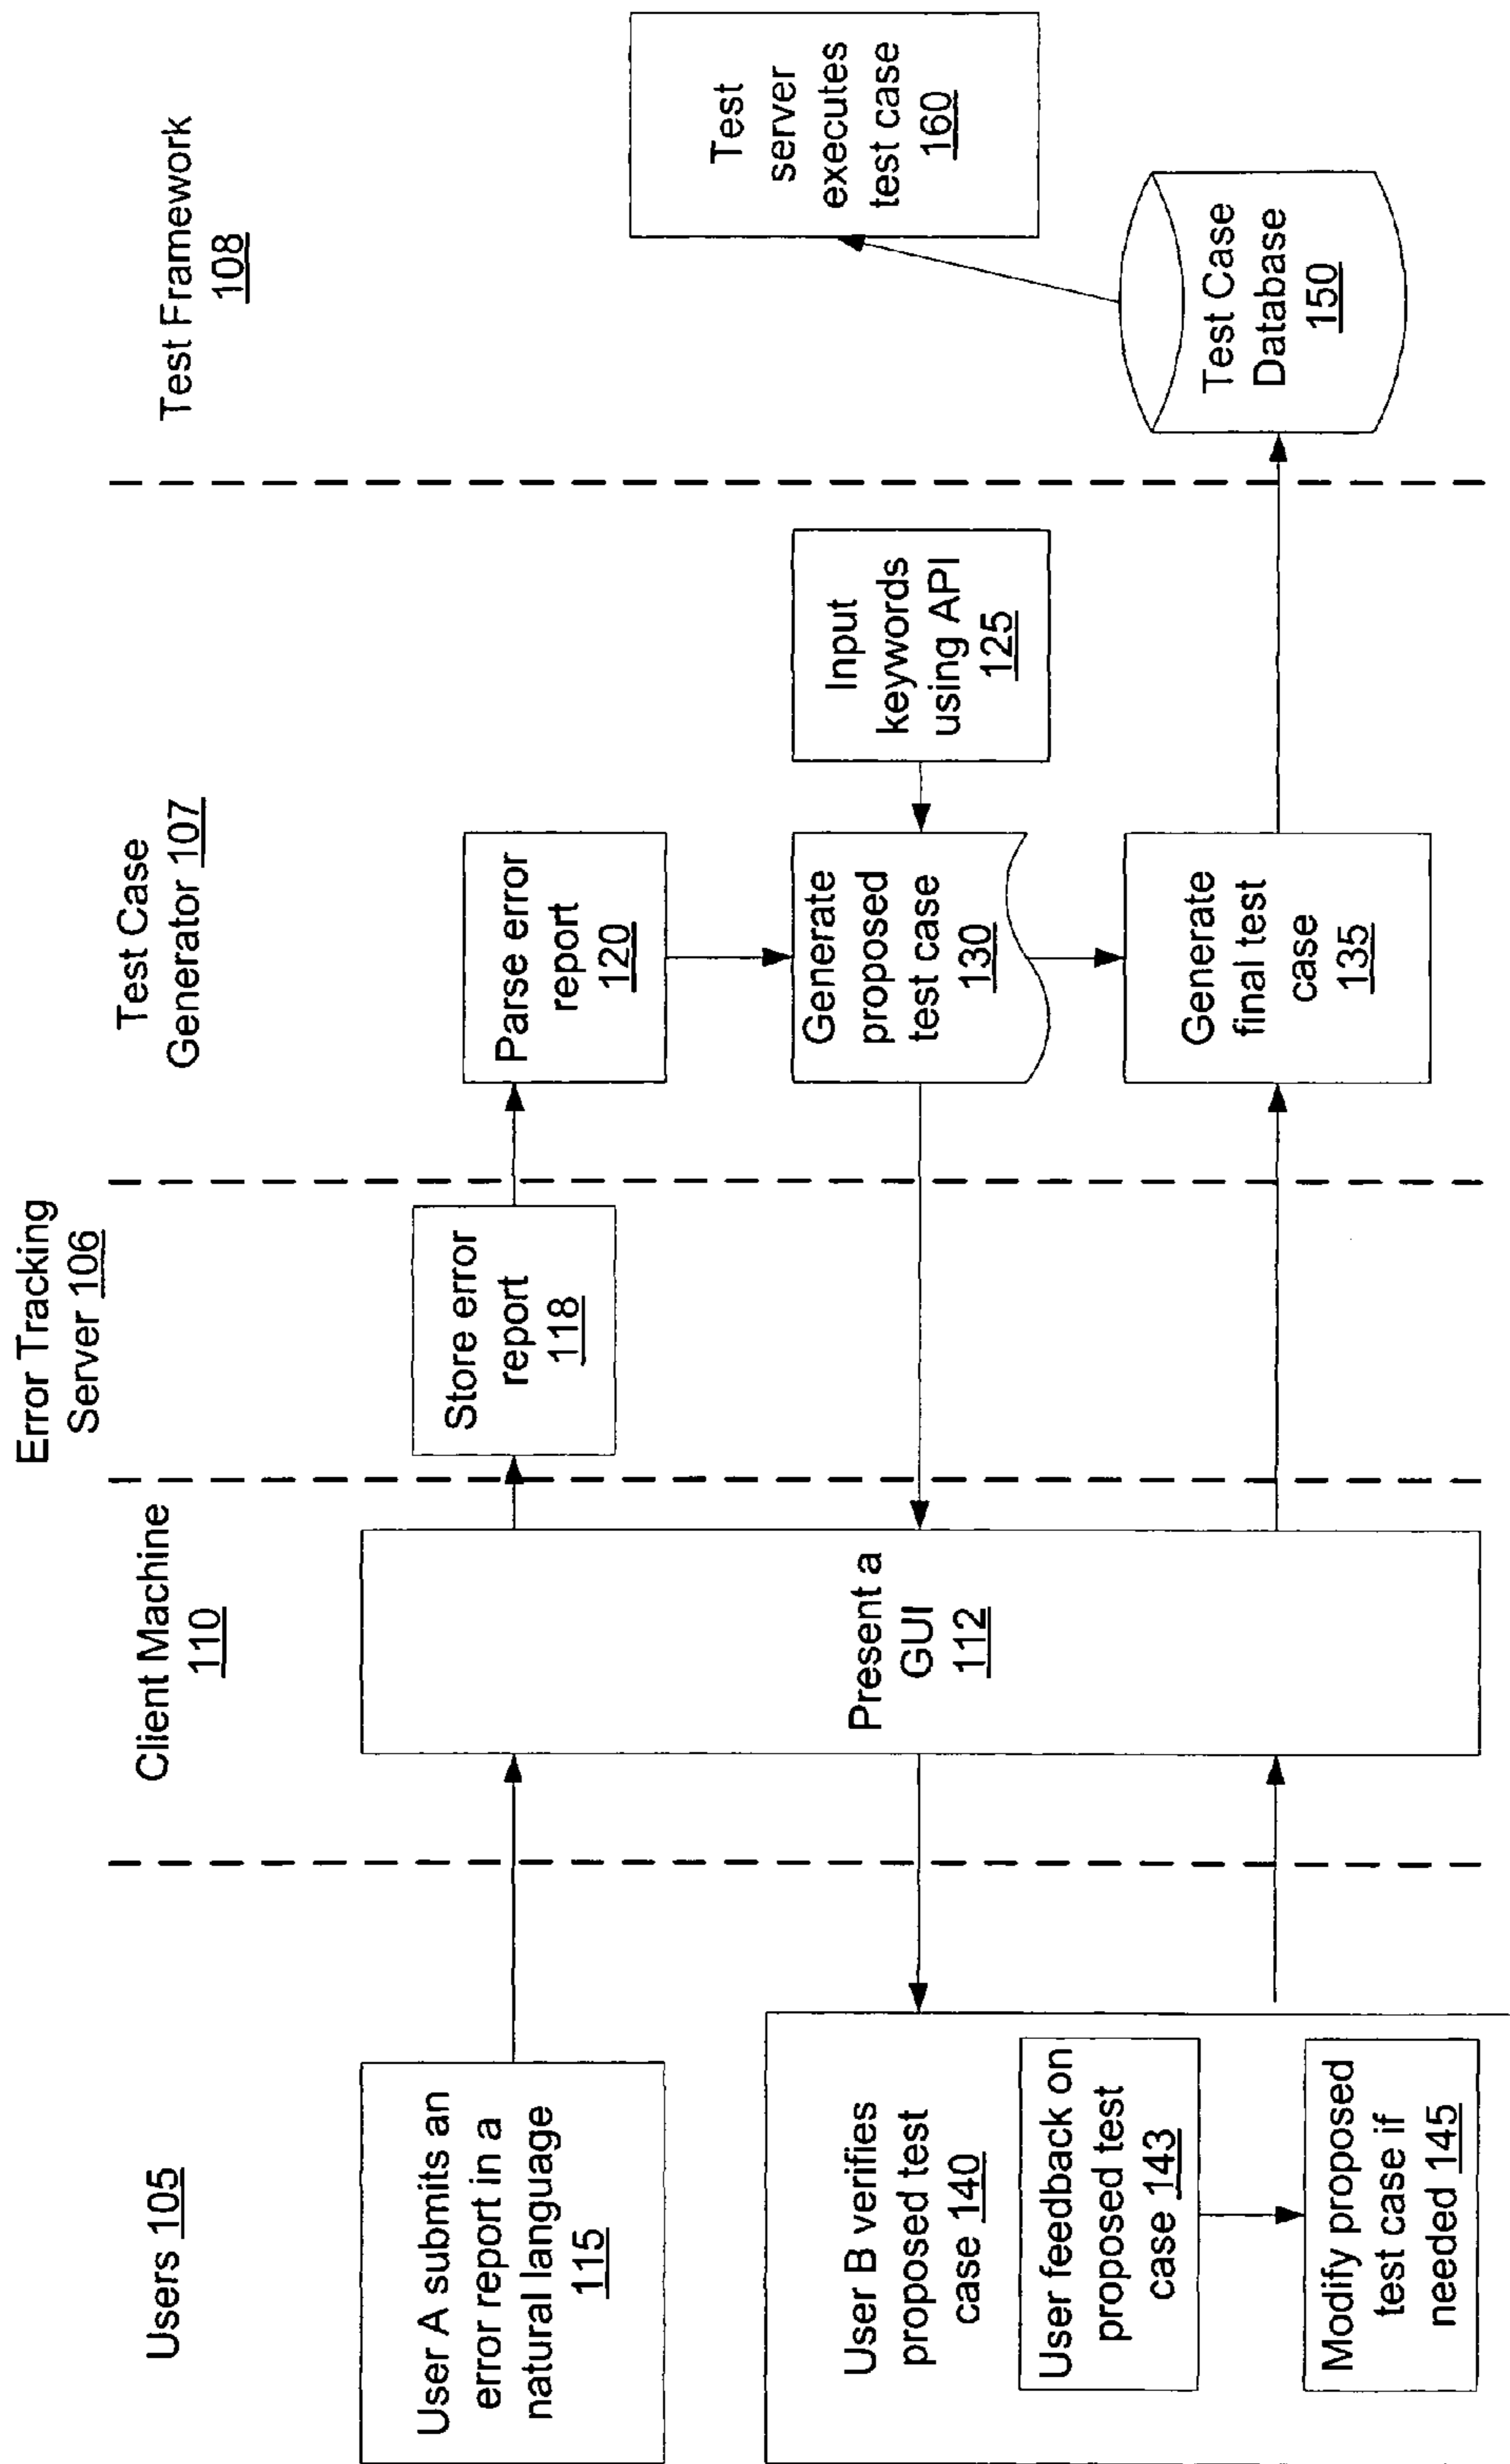 Users 105
Client Machine
110
Error Tracking
Server 106
Test Case
Generator 107
Test Framework
108
User A submits an
error report in a
natural language
115
Present a
GUI
112
Store error
report
118
Parse error
report
120
Generate
proposed
test case
130
Input
keywords
using API
125
Generate
final test
case
135
User B verifies
proposed test
case 140
User feedback on
proposed test
case 143
Modify proposed
test case if
needed 145
Test Case
Database
150
Test
server
executes
test case
160